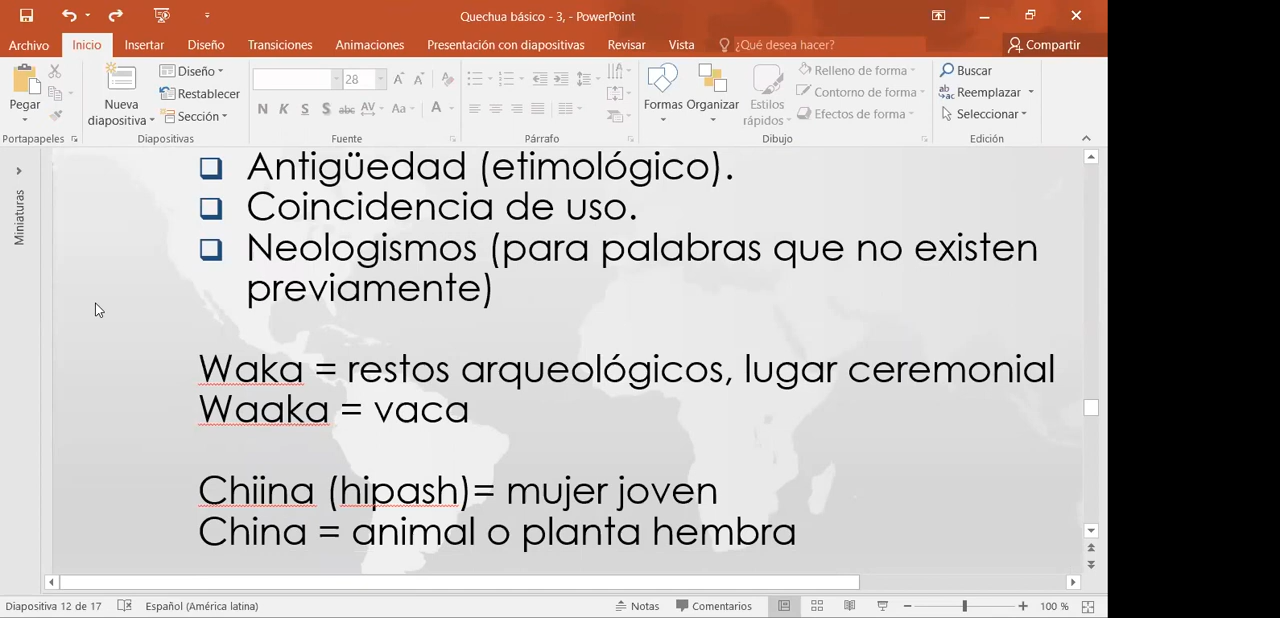 Quechua básico - 3, - PowerPoint
Archivo Inicio Insertar Diseño Transiciones Animaciones Presentación con diapositivas Revisar Vista ¿Qué desea hacer? Compartir
Pegar
Portapapeles
Nueva diapositiva
Diseño
Restablecer
Sección
Diapositivas
28
N K S S abc AV Aa A
Fuente
Párrafo
Formas Organizar Estilos rápidos
Relleno de forma
Contorno de forma
Efectos de forma
Dibujo
Buscar
Reemplazar
Seleccionar
Edición
Miniaturas
Antigüedad (etimológico).
Coincidencia de uso.
Neologismos (para palabras que no existen
previamente)
Waka = restos arqueológicos, lugar ceremonial
Waaka = vaca
Chiina (hipash)= mujer joven
China = animal o planta hembra
Diapositiva 12 de 17 Español (América latina) Notas Comentarios 100 %